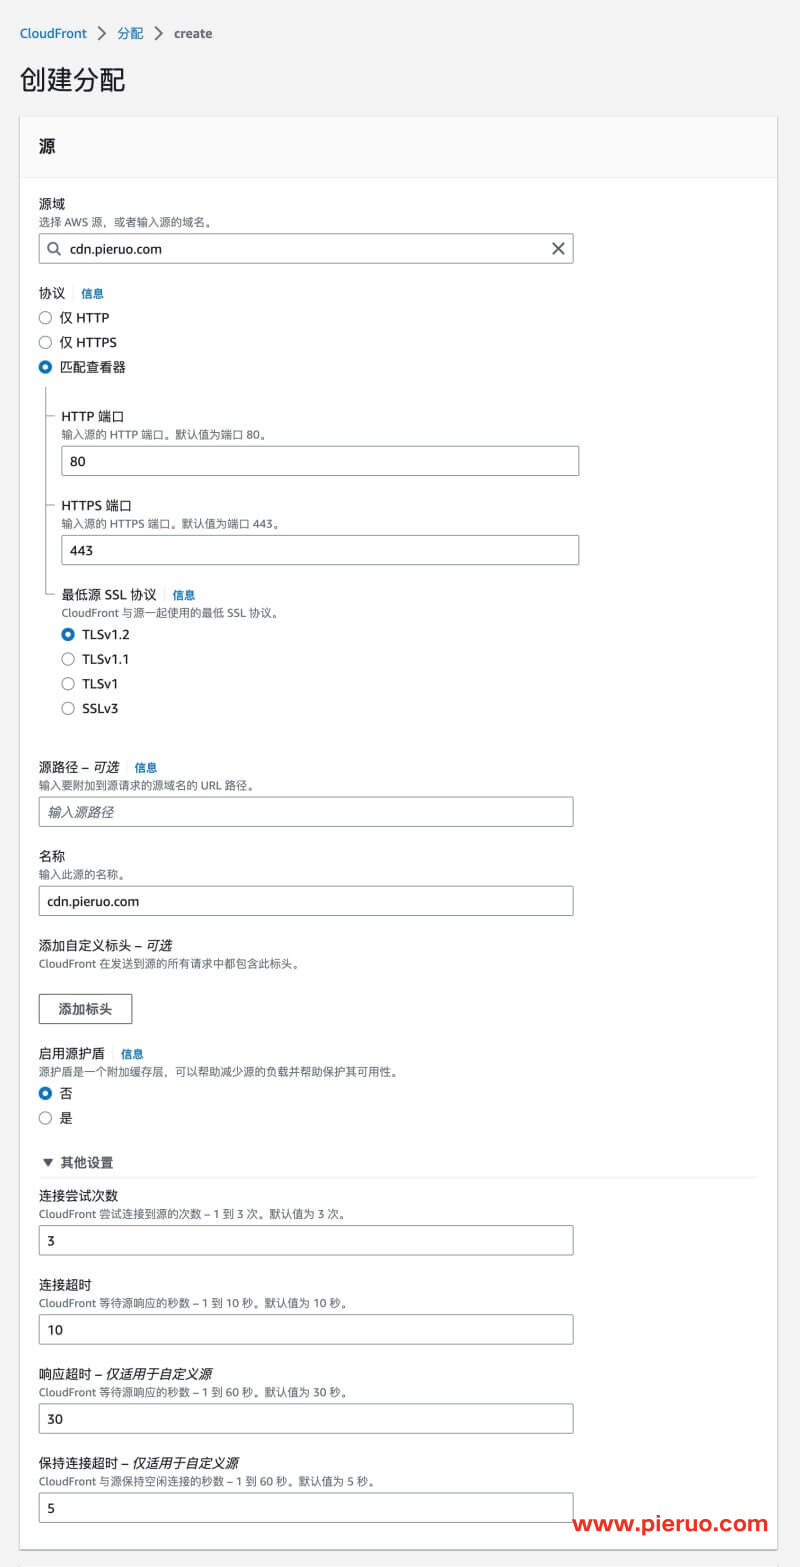 CloudFront > 分配 > create
创建分配
源
源域
选择 AWS 源，或者输入源的域名。
cdn.pieruo.com
协议 信息
仅 HTTP
仅 HTTPS
匹配查看器
HTTP 端口
输入源的 HTTP 端口。默认值为端口 80。
80
HTTPS 端口
输入源的 HTTPS 端口。默认值为端口 443。
443
最低源 SSL 协议 信息
CloudFront 与源一起使用的最低 SSL 协议。
TLSv1.2
TLSv1.1
TLSv1
SSLv3
源路径 – 可选 信息
输入要附加到源请求的源域名的 URL 路径。
输入源路径
名称
输入此源的名称。
cdn.pieruo.com
添加自定义标头 – 可选
CloudFront 在发送到源的所有请求中都包含此标头。
添加标头
启用源护盾 信息
源护盾是一个附加缓存层，可以帮助减少源的负载并帮助保护其可用性。
否
是
▼ 其他设置
连接尝试次数
CloudFront 尝试连接到源的次数 – 1 到 3 次。默认值为 3 次。
3
连接超时
CloudFront 等待源响应的秒数 – 1 到 10 秒。默认值为 10 秒。
10
响应超时 – 仅适用于自定义源
CloudFront 等待源响应的秒数 – 1 到 60 秒。默认值为 30 秒。
30
保持连接超时 – 仅适用于自定义源
CloudFront 与源保持空闲连接的秒数 – 1 到 60 秒。默认值为 5 秒。
5
www.pieruo.com